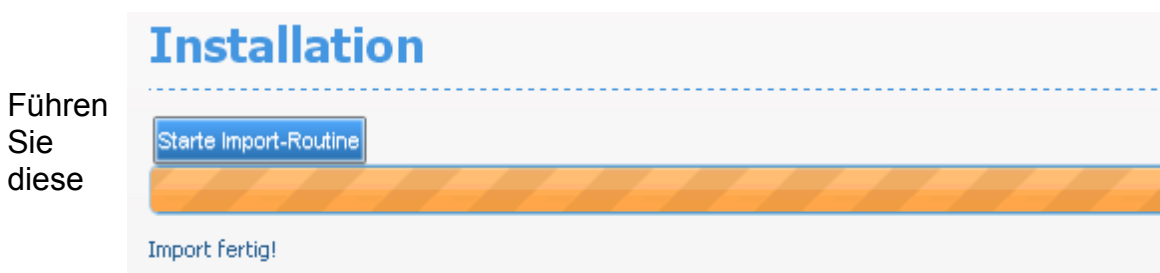 Installation
Führen
Sie
diese
Starte Import-Routine
Import fertig!